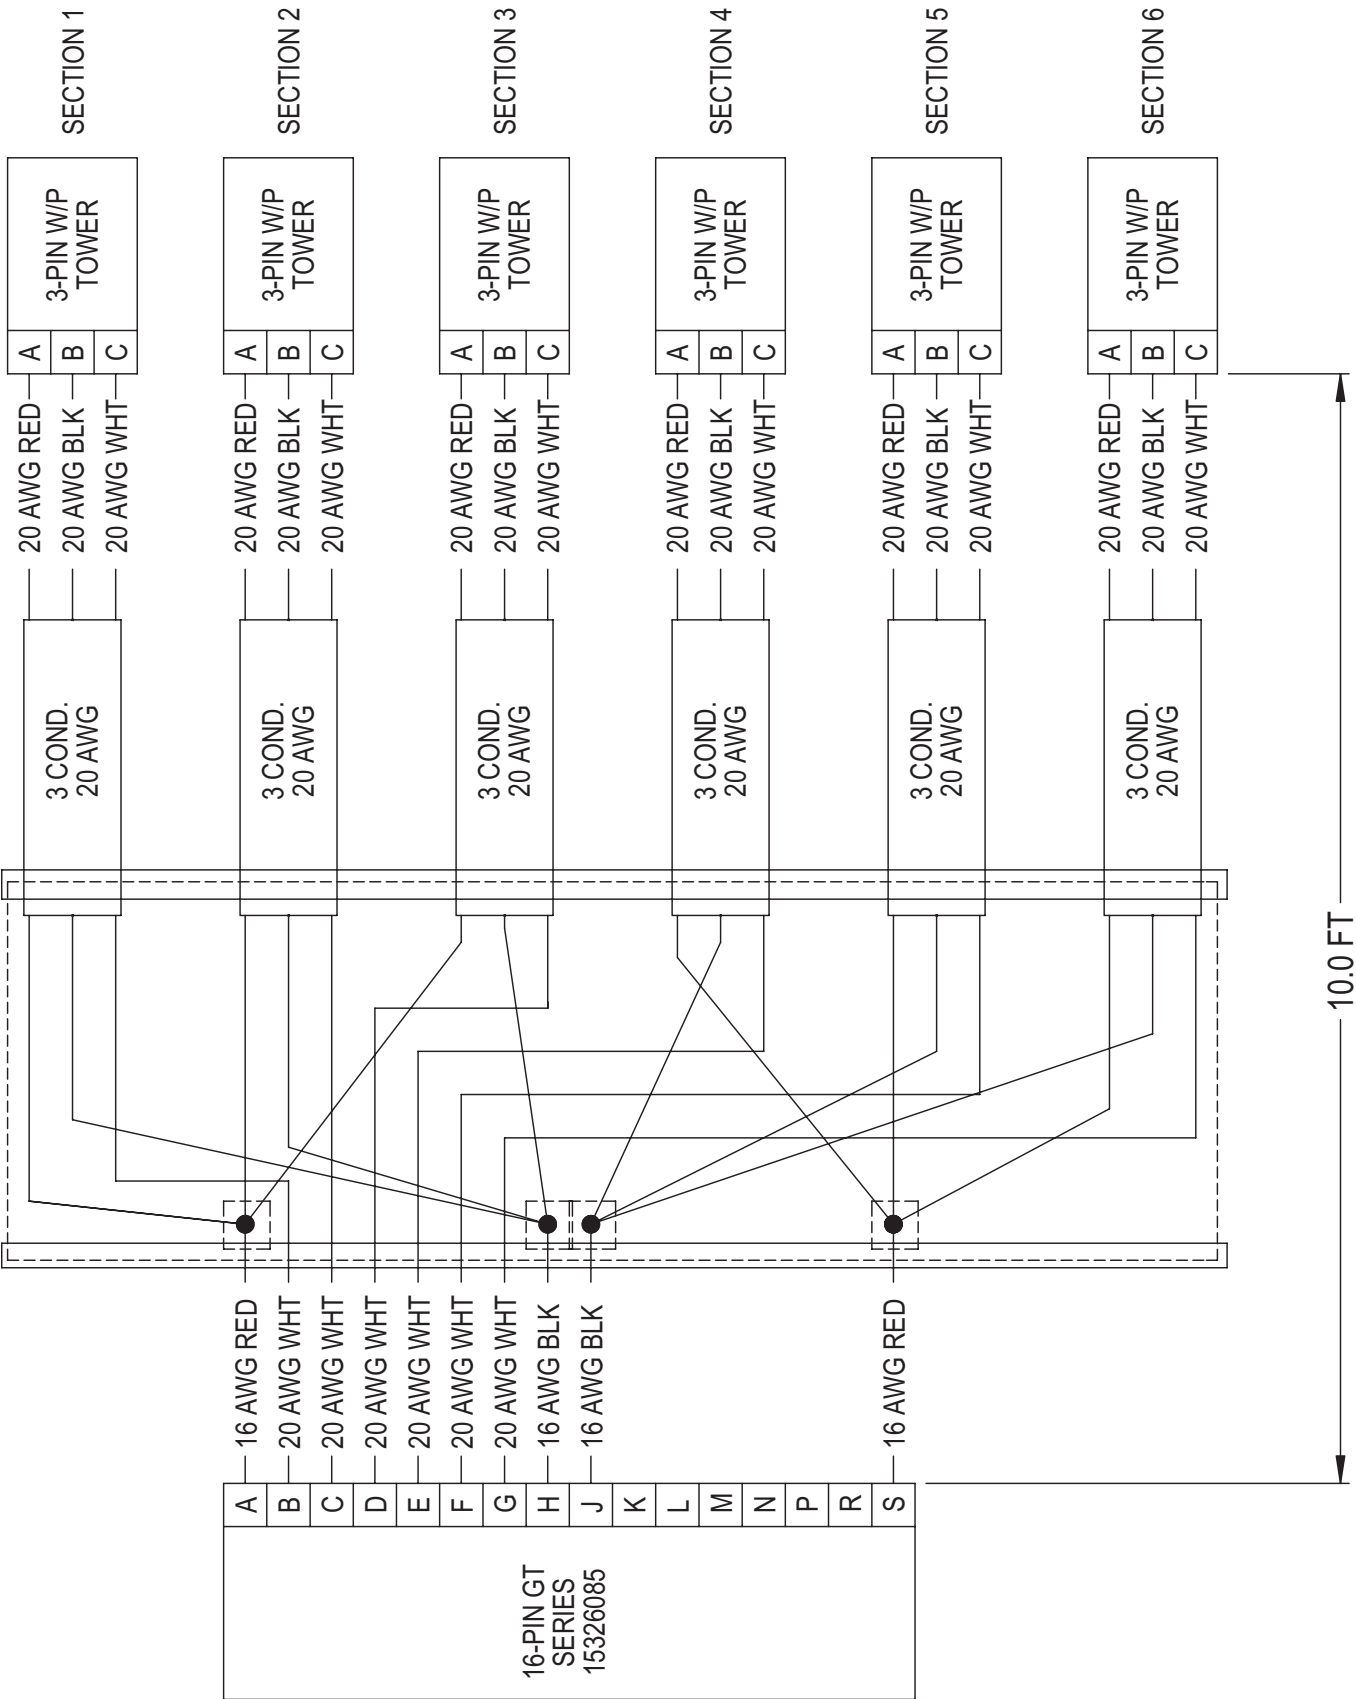 SECTION 1
SECTION 2
SECTION 3
SECTION 4
SECTION 5
SECTION 6
3-PIN W/P
TOWER
A
B
C
3-PIN W/P
TOWER
A
B
C
3-PIN W/P
TOWER
A
B
C
3-PIN W/P
TOWER
A
B
C
3-PIN W/P
TOWER
A
B
C
3-PIN W/P
TOWER
A
B
C
20 AWG RED
20 AWG BLK
20 AWG WHT
20 AWG RED
20 AWG BLK
20 AWG WHT
20 AWG RED
20 AWG BLK
20 AWG WHT
20 AWG RED
20 AWG BLK
20 AWG WHT
20 AWG RED
20 AWG BLK
20 AWG WHT
20 AWG RED
20 AWG BLK
20 AWG WHT
3 COND.
20 AWG
3 COND.
20 AWG
3 COND.
20 AWG
3 COND.
20 AWG
3 COND.
20 AWG
3 COND.
20 AWG
10.0 FT
16 AWG RED
20 AWG WHT
20 AWG WHT
20 AWG WHT
20 AWG WHT
20 AWG WHT
20 AWG WHT
16 AWG BLK
16 AWG BLK
16 AWG RED
A
B
C
D
E
F
G
H
J
K
L
M
N
P
R
S
16-PIN GT
SERIES
15326085